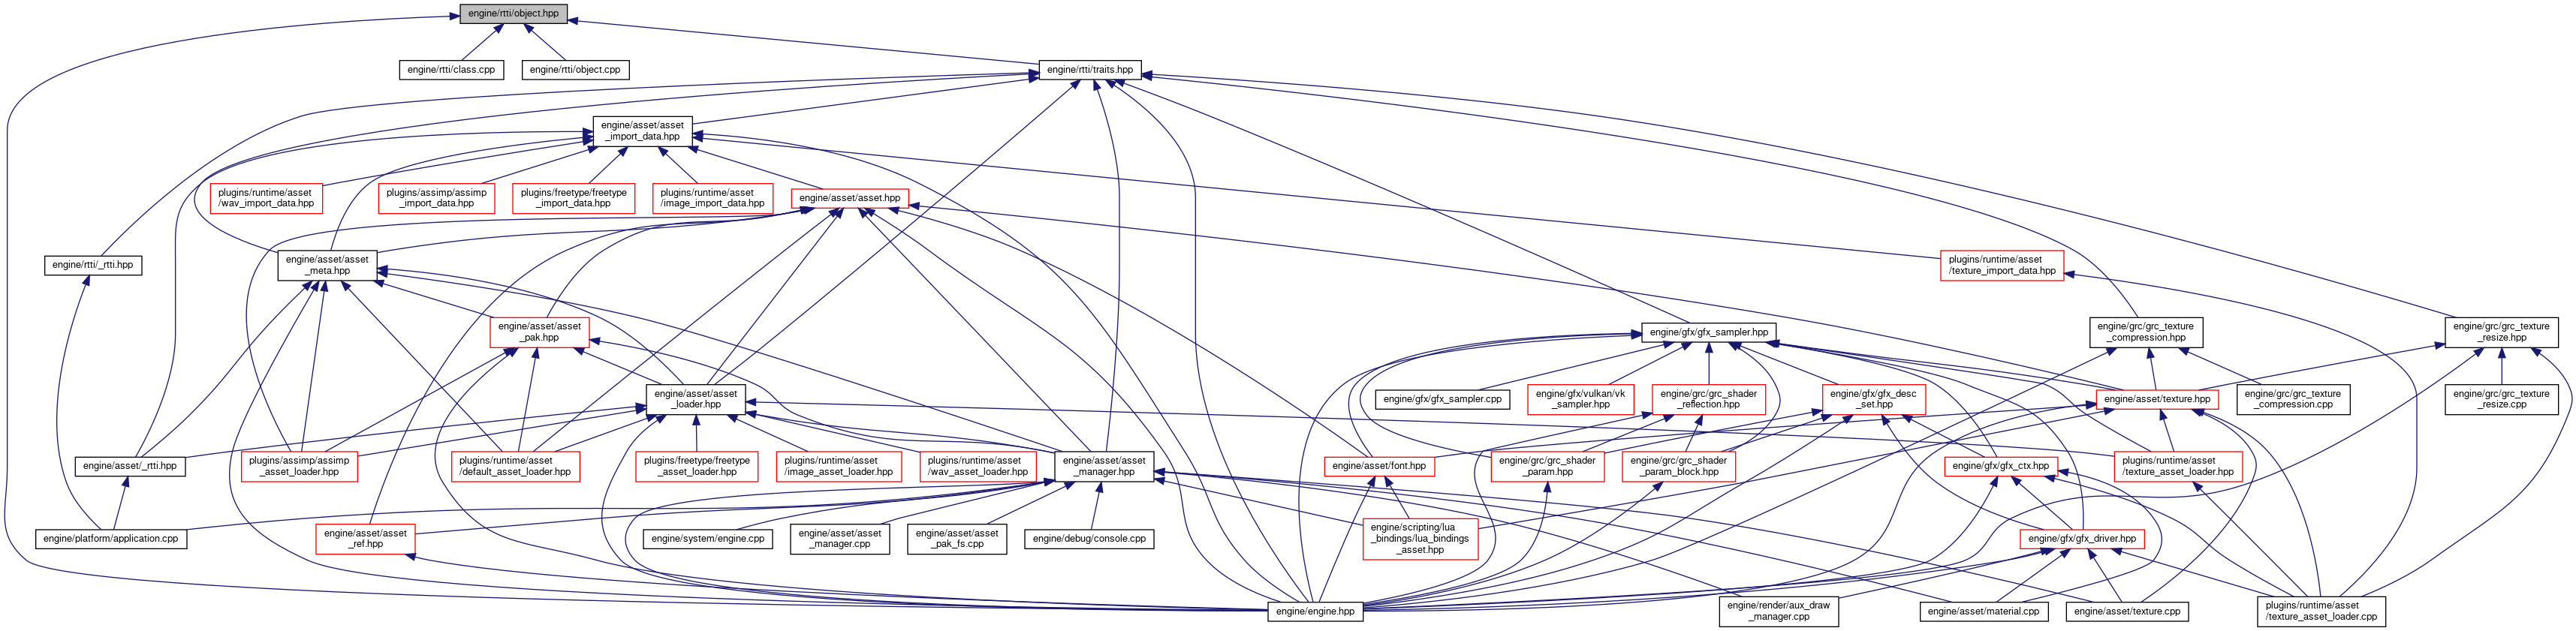 engine/rtti/object.hpp
engine/rtti/class.cpp
engine/rtti/object.cpp
engine/rtti/traits.hpp
engine/asset/asset
_import_data.hpp
plugins/runtime/asset
/wav_import_data.hpp
plugins/assimp/assimp
_import_data.hpp
plugins/freetype/freetype
_import_data.hpp
plugins/runtime/asset
/image_import_data.hpp
engine/asset/asset.hpp
engine/rtti/_rtti.hpp
engine/asset/asset
_meta.hpp
plugins/runtime/asset
/texture_import_data.hpp
engine/asset/asset
_pak.hpp
engine/gfx/gfx_sampler.hpp
engine/grc/grc_texture
_compression.hpp
engine/grc/grc_texture
_resize.hpp
engine/asset/asset
_loader.hpp
engine/gfx/gfx_sampler.cpp
engine/gfx/vulkan/vk
_sampler.hpp
engine/grc/grc_shader
_reflection.hpp
engine/gfx/gfx_desc
_set.hpp
engine/asset/texture.hpp
engine/grc/grc_texture
_compression.cpp
engine/grc/grc_texture
_resize.cpp
engine/asset/_rtti.hpp
plugins/assimp/assimp
_asset_loader.hpp
plugins/runtime/asset
/default_asset_loader.hpp
plugins/freetype/freetype
_asset_loader.hpp
plugins/runtime/asset
/image_asset_loader.hpp
plugins/runtime/asset
/wav_asset_loader.hpp
engine/asset/asset
_manager.hpp
engine/asset/font.hpp
engine/grc/grc_shader
_param.hpp
engine/grc/grc_shader
_param_block.hpp
engine/gfx/gfx_ctx.hpp
plugins/runtime/asset
/texture_asset_loader.hpp
engine/platform/application.cpp
engine/asset/asset
_ref.hpp
engine/system/engine.cpp
engine/asset/asset
_manager.cpp
engine/asset/asset
_pak_fs.cpp
engine/debug/console.cpp
engine/scripting/lua
_bindings/lua_bindings
_asset.hpp
engine/gfx/gfx_driver.hpp
engine/engine.hpp
engine/render/aux_draw
_manager.cpp
engine/asset/material.cpp
engine/asset/texture.cpp
plugins/runtime/asset
/texture_asset_loader.cpp